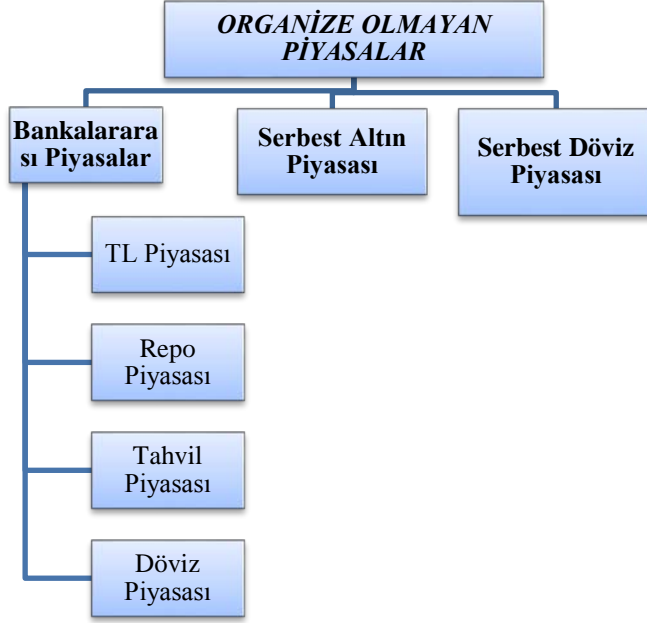 ORGANİZE OLMAYAN
PİYASALAR
Bankalarara
sı Piyasalar
Serbest Altın
Piyasası
Serbest Döviz
Piyasası
TL Piyasası
Repo
Piyasası
Tahvil
Piyasası
Döviz
Piyasası